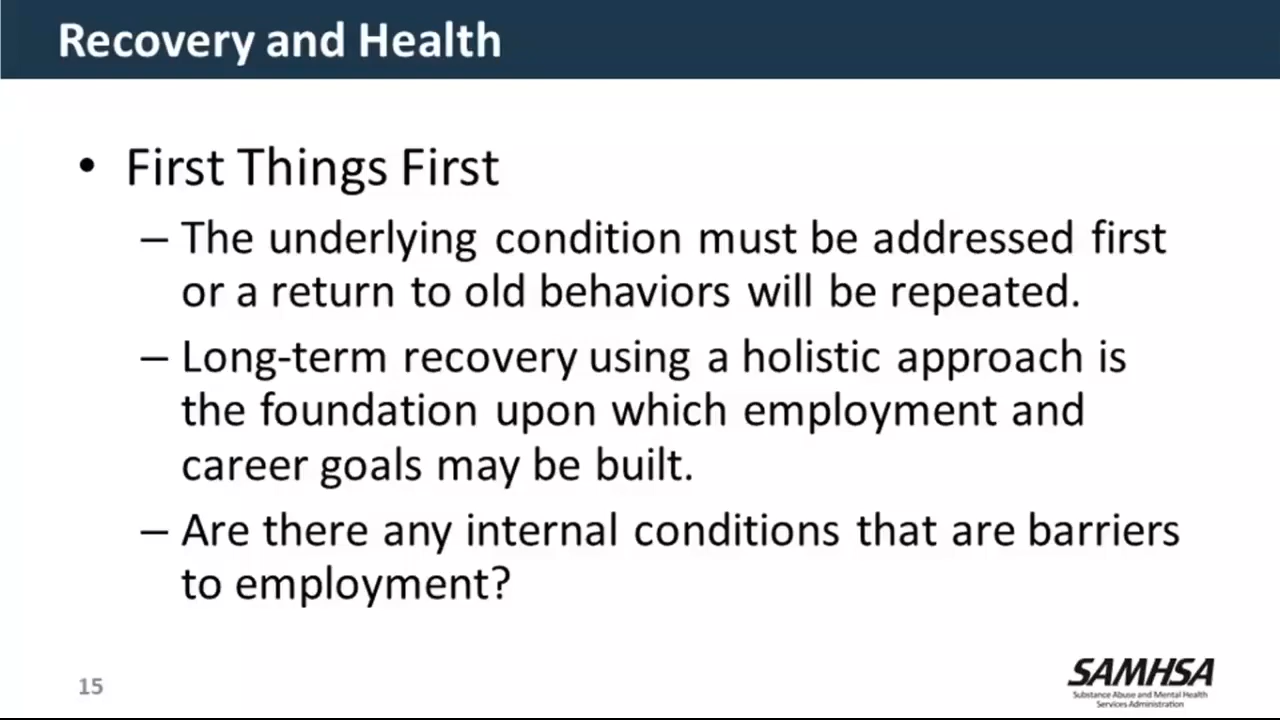 Recovery and Health
• First Things First
– The underlying condition must be addressed first
or a return to old behaviors will be repeated.
– Long-term recovery using a holistic approach is
the foundation upon which employment and
career goals may be built.
– Are there any internal conditions that are barriers
to employment?
15
SAMHSA
Substance Abuse and Mental Health
Services Administration